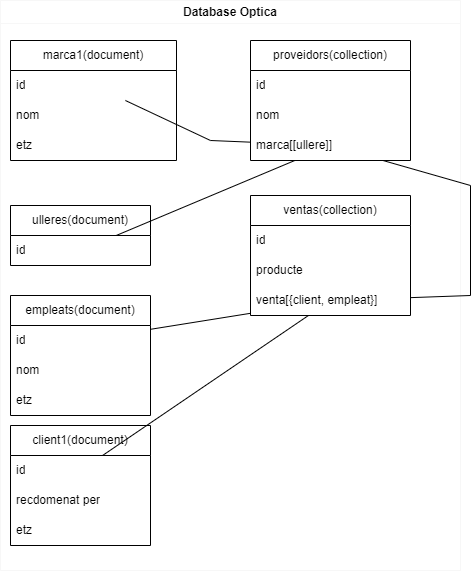 Database Optica
marca1(document)
id
nom
etz
proveidors(collection)
id
nom
marca[[ullere]]
ulleres(document)
id
ventas(collection)
id
producte
venta[{client, empleat}]
empleats(document)
id
nom
etz
client1(document)
id
recdomenat per
etz